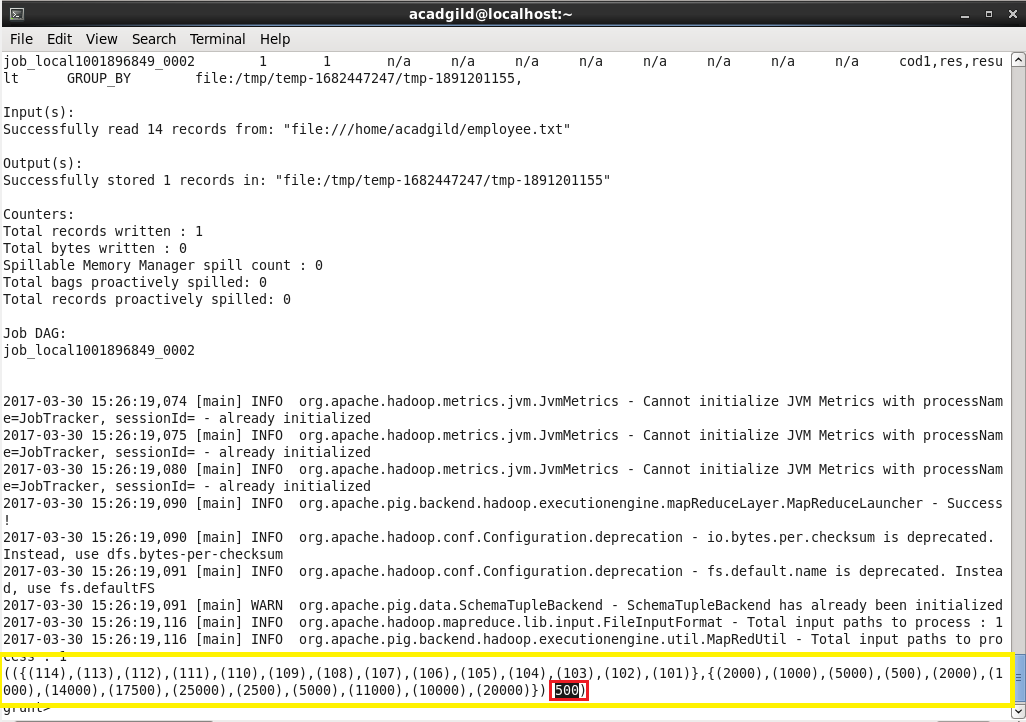 acadgild@localhost:~
File Edit View Search Terminal Help
job_local1001896849_0002 1 1 n/a n/a n/a n/a n/a n/a n/a n/a cod1,res,resu
lt GROUP_BY file:/tmp/temp-1682447247/tmp-1891201155,
Input(s):
Successfully read 14 records from: "file:///home/acadgild/employee.txt"
Output(s):
Successfully stored 1 records in: "file:/tmp/temp-1682447247/tmp-1891201155"
Counters:
Total records written : 1
Total bytes written : 0
Spillable Memory Manager spill count : 0
Total bags proactively spilled: 0
Total records proactively spilled: 0
Job DAG:
job_local1001896849_0002
2017-03-30 15:26:19,074 [main] INFO org.apache.hadoop.metrics.jvm.JvmMetrics - Cannot initialize JVM Metrics with processNam
e=JobTracker, sessionId= - already initialized
2017-03-30 15:26:19,075 [main] INFO org.apache.hadoop.metrics.jvm.JvmMetrics - Cannot initialize JVM Metrics with processNam
e=JobTracker, sessionId= - already initialized
2017-03-30 15:26:19,080 [main] INFO org.apache.hadoop.metrics.jvm.JvmMetrics - Cannot initialize JVM Metrics with processNam
e=JobTracker, sessionId= - already initialized
2017-03-30 15:26:19,090 [main] INFO org.apache.pig.backend.hadoop.executionengine.mapReduceLayer.MapReduceLauncher - Success
!
2017-03-30 15:26:19,090 [main] INFO org.apache.hadoop.conf.Configuration.deprecation - io.bytes.per.checksum is deprecated.
Instead, use dfs.bytes-per-checksum
2017-03-30 15:26:19,091 [main] INFO org.apache.hadoop.conf.Configuration.deprecation - fs.default.name is deprecated. Instea
d, use fs.defaultFS
2017-03-30 15:26:19,091 [main] WARN org.apache.pig.data.SchemaTupleBackend - SchemaTupleBackend has already been initialized
2017-03-30 15:26:19,116 [main] INFO org.apache.hadoop.mapreduce.lib.input.FileInputFormat - Total input paths to process : 1
2017-03-30 15:26:19,116 [main] INFO org.apache.pig.backend.hadoop.executionengine.util.MapRedUtil - Total input paths to pro
cess : 1
(({(114),(113),(112),(111),(110),(109),(108),(107),(106),(105),(104),(103),(102),(101)},{(2000),(1000),(5000),(500),(2000),(1
000),(14000),(17500),(25000),(2500),(5000),(11000),(10000),(20000)}),500)
grunt>